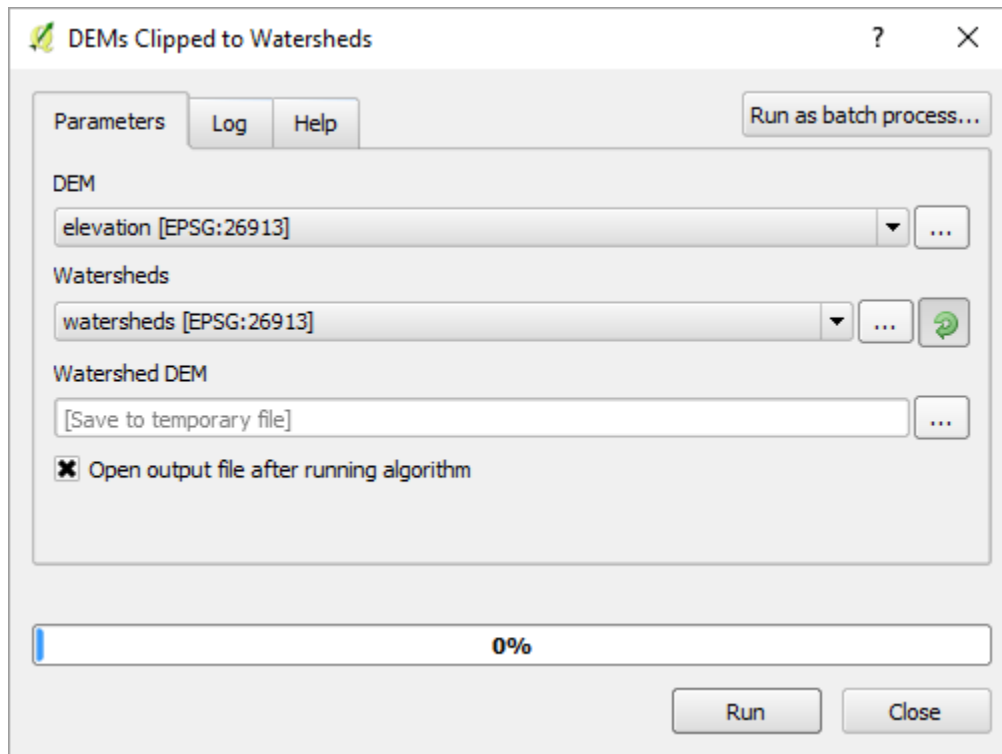 DEMs Clipped to Watersheds
?
Parameters Log Help Run as batch process...
DEM
elevation [EPSG:26913]
...
Watersheds
watersheds [EPSG:26913]
...
Watershed DEM
[Save to temporary file]
...
Open output file after running algorithm
0%
Run Close